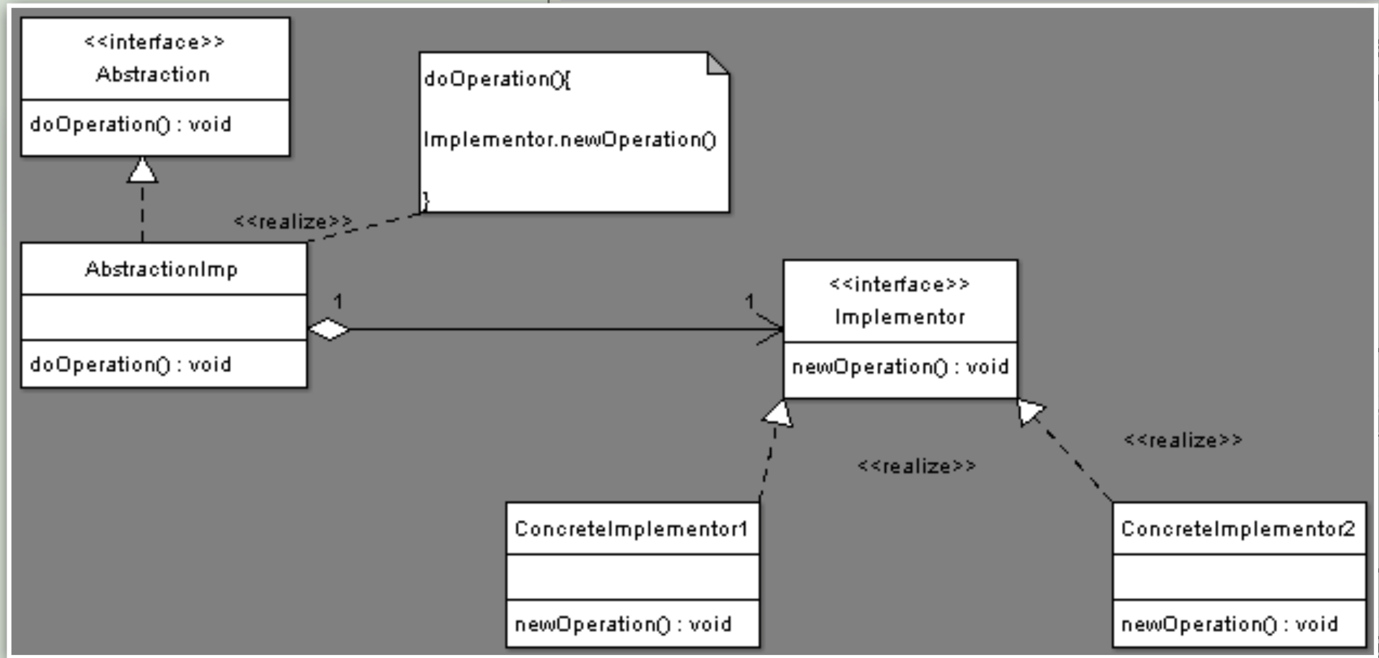 <<interface>>
Abstraction
doOperation() : void
doOperation(){
Implementor.newOperation()
}
<<realize>>
AbstractionImp
doOperation() : void
1
1
<<interface>>
Implementor
newOperation() : void
<<realize>>
<<realize>>
ConcreteImplementor1
newOperation() : void
ConcreteImplementor2
newOperation() : void